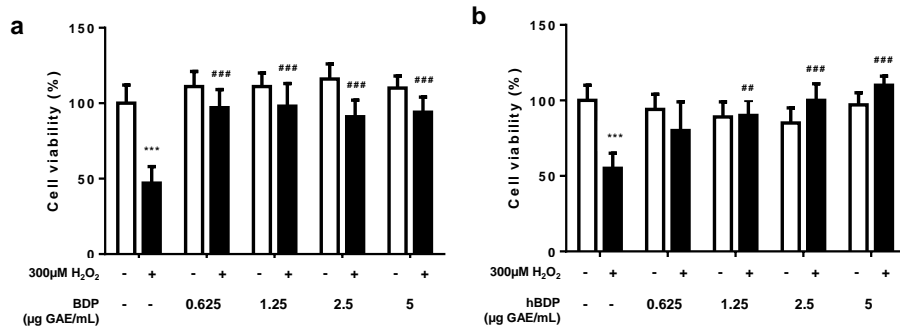 a
Cell viability (%)
150
100
50
0
***
###
###
###
###
300µM H₂O₂ - + - + - + - + - +
BDP - - 0.625 1.25 2.5 5
(µg GAE/mL)
b
Cell viability (%)
150
100
50
0
***
##
###
###
300µM H₂O₂ - + - + - + - + - +
hBDP - - 0.625 1.25 2.5 5
(µg GAE/mL)